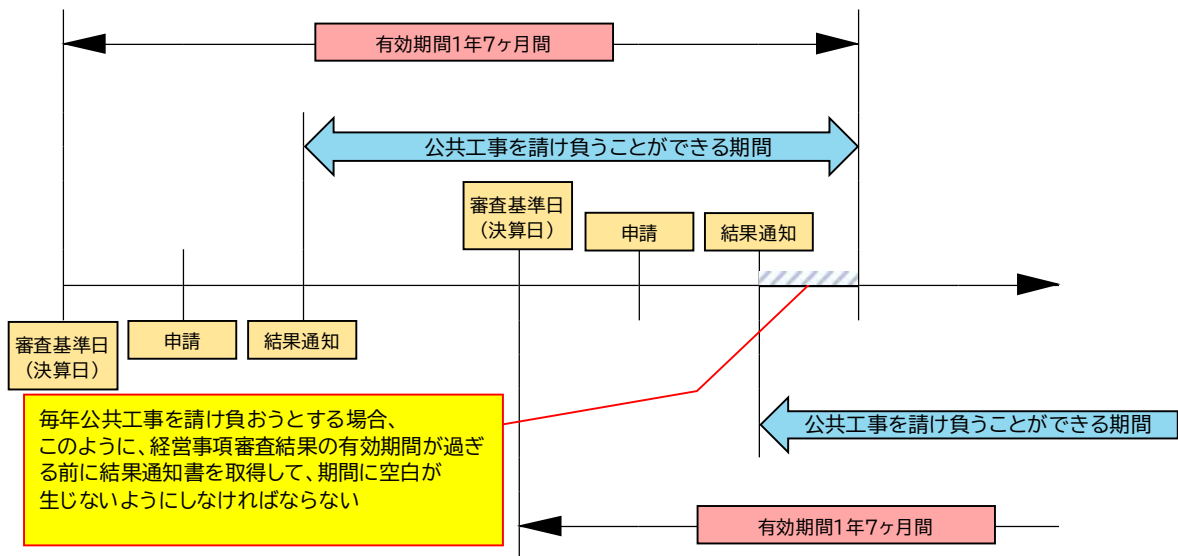 有効期間1年7ヶ月間
公共工事を請け負うことができる期間
審査基準日
（決算日）
申請
結果通知
審査基準日
（決算日）
申請
結果通知
毎年公共工事を請け負おうとする場合、
このように、経営事項審査結果の有効期間が過ぎ
る前に結果通知書を取得して、期間に空白が
生じないようにしなければならない
公共工事を請け負うことができる期間
有効期間1年7ヶ月間